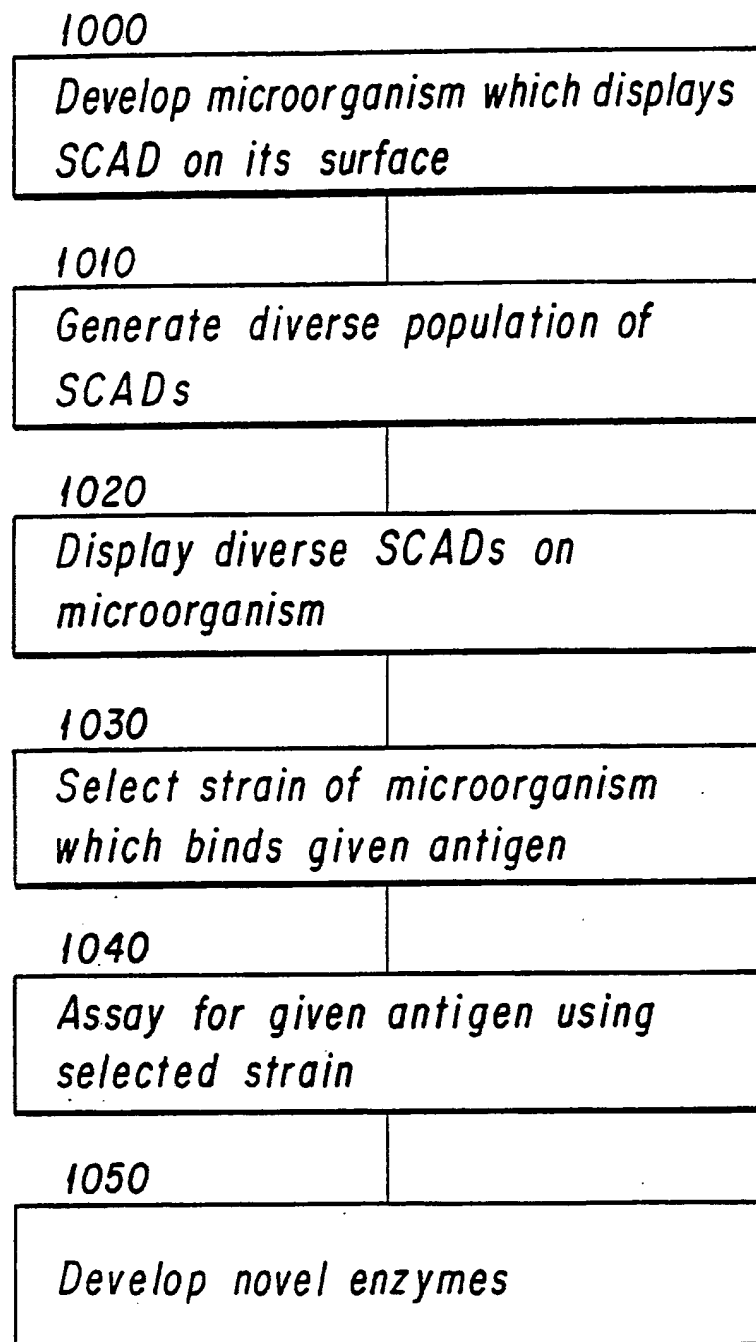 1000
Develop microorganism which displays
SCAD on its surface
1010
Generate diverse population of
SCADs
1020
Display diverse SCADs on
microorganism
1030
Select strain of microorganism
which binds given antigen
1040
Assay for given antigen using
selected strain
1050
Develop novel enzymes